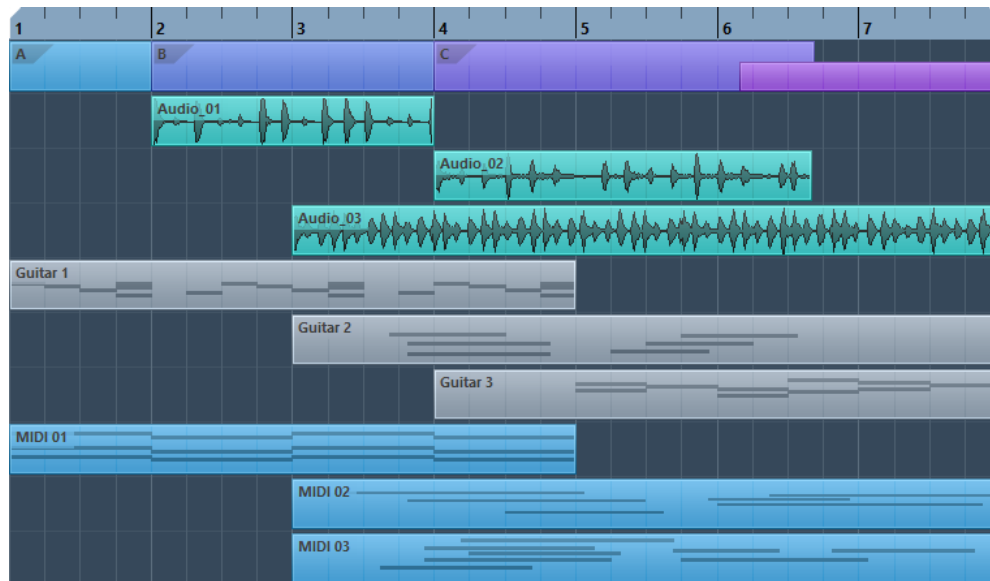 1 2 3 4 5 6 7
A B C
Audio_01
Audio_02
Audio_03
Guitar 1
Guitar 2
Guitar 3
MIDI 01
MIDI 02
MIDI 03